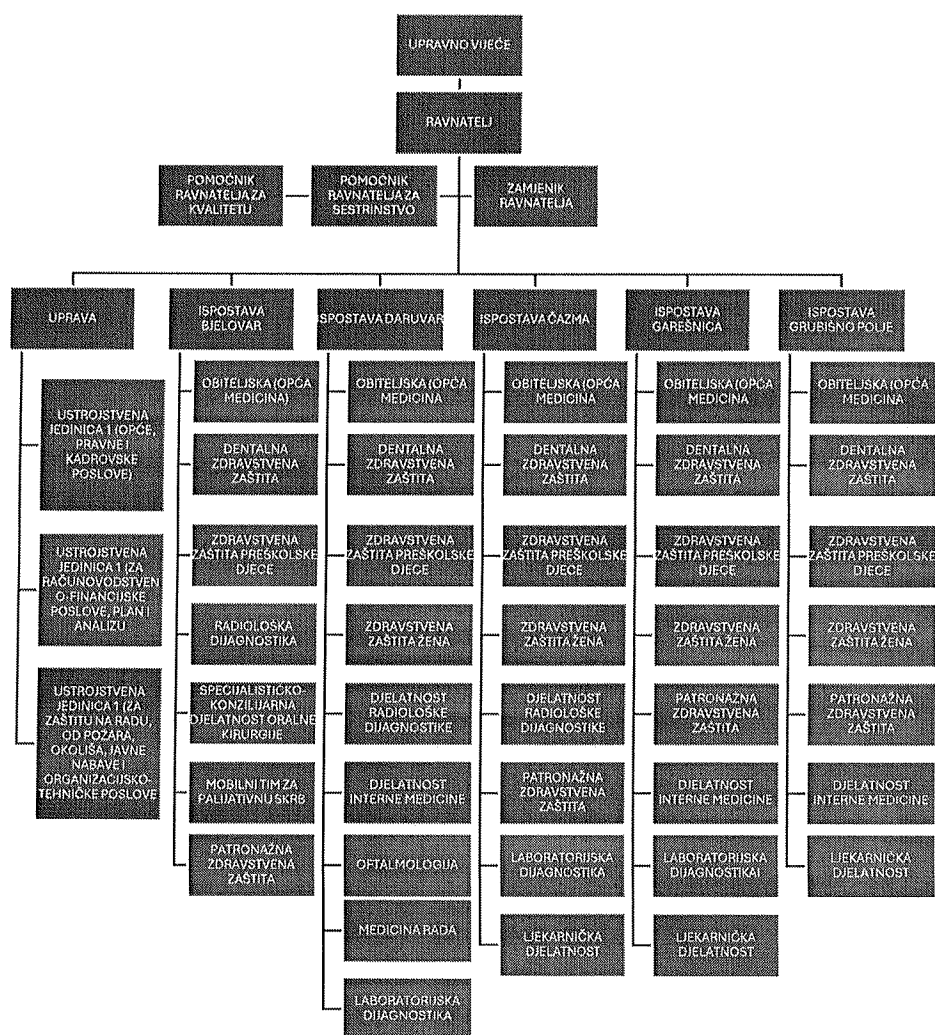 UPRAVNO VIJEĆE
RAVNATELJ
POMOĆNIK
RAVNATELJA ZA
KVALITETU
POMOĆNIK
RAVNATELJA ZA
SESTRINSTVO
ZAMJENIK
RAVNATELJA
UPRAVA
USTROJSTVENA
JEDINICA 1 (OPĆE,
PRAVNE I
KADROVSKE
POSLOVE)
USTROJSTVENA
JEDINICA 1 (ZA
RAČUNOVODSTVEN
O-FINANCIJSKE
POSLOVE, PLAN I
ANALIZU
USTROJSTVENA
JEDINICA 1 (ZA
ZAŠTITU NA RADU,
OD POŽARA,
OKOLIŠA, JAVNE
NABAVE I
ORGANIZACIJSKO-
TEHNIČKE POSLOVE
ISPOSTAVA
BJELOVAR
OBITELJSKA (OPĆA
MEDICINA)
DENTALNA
ZDRAVSTVENA
ZAŠTITA
ZDRAVSTVENA
ZAŠTITA PREŠKOLSKE
DJECE
RADIOLOŠKA
DIJAGNOSTIKA
SPECIJALISTIČKO-
KONZILIJARNA
DJELATNOST ORALNE
KIRURGIJE
MOBILNI TIM ZA
PALIJATIVNU SKRB
PATRONAŽNA
ZDRAVSTVENA
ZAŠTITA
ISPOSTAVA DARUVAR
OBITELJSKA (OPĆA
MEDICINA
DENTALNA
ZDRAVSTVENA
ZAŠTITA
ZDRAVSTVENA
ZAŠTITA PREŠKOLSKE
DJECE
ZDRAVSTVENA
ZAŠTITA ŽENA
DJELATNOST
RADIOLOŠKE
DIJAGNOSTIKE
DJELATNOST
INTERNE MEDICINE
OFTALMOLOGIJA
MEDICINA RADA
LABORATORIJSKA
DIJAGNOSTIKA
ISPOSTAVA ČAZMA
OBITELJSKA (OPĆA
MEDICINA
DENTALNA
ZDRAVSTVENA
ZAŠTITA
ZDRAVSTVENA
ZAŠTITA PREŠKOLSKE
DJECE
ZDRAVSTVENA
ZAŠTITA ŽENA
DJELATNOST
RADIOLOŠKE
DIJAGNOSTIKE
PATRONAŽNA
ZDRAVSTVENA
ZAŠTITA
LABORATORIJSKA
DIJAGNOSTIKA
LJEKARNIČKA
DJELATNOST
ISPOSTAVA
GAREŠNICA
OBITELJSKA (OPĆA
MEDICINA
DENTALNA
ZDRAVSTVENA
ZAŠTITA
ZDRAVSTVENA
ZAŠTITA PREŠKOLSKE
DJECE
ZDRAVSTVENA
ZAŠTITA ŽENA
PATRONAŽNA
ZDRAVSTVENA
ZAŠTITA
DJELATNOST
INTERNE MEDICINE
LABORATORIJSKA
DIJAGNOSTIKAI
LJEKARNIČKA
DJELATNOST
ISPOSTAVA
GRUBIŠNO POLJE
OBITELJSKA (OPĆA
MEDICINA
DENTALNA
ZDRAVSTVENA
ZAŠTITA
ZDRAVSTVENA
ZAŠTITA PREŠKOLSKE
DJECE
ZDRAVSTVENA
ZAŠTITA ŽENA
PATRONAŽNA
ZDRAVSTVENA
ZAŠTITA
DJELATNOST
INTERNE MEDICINE
LJEKARNIČKA
DJELATNOST